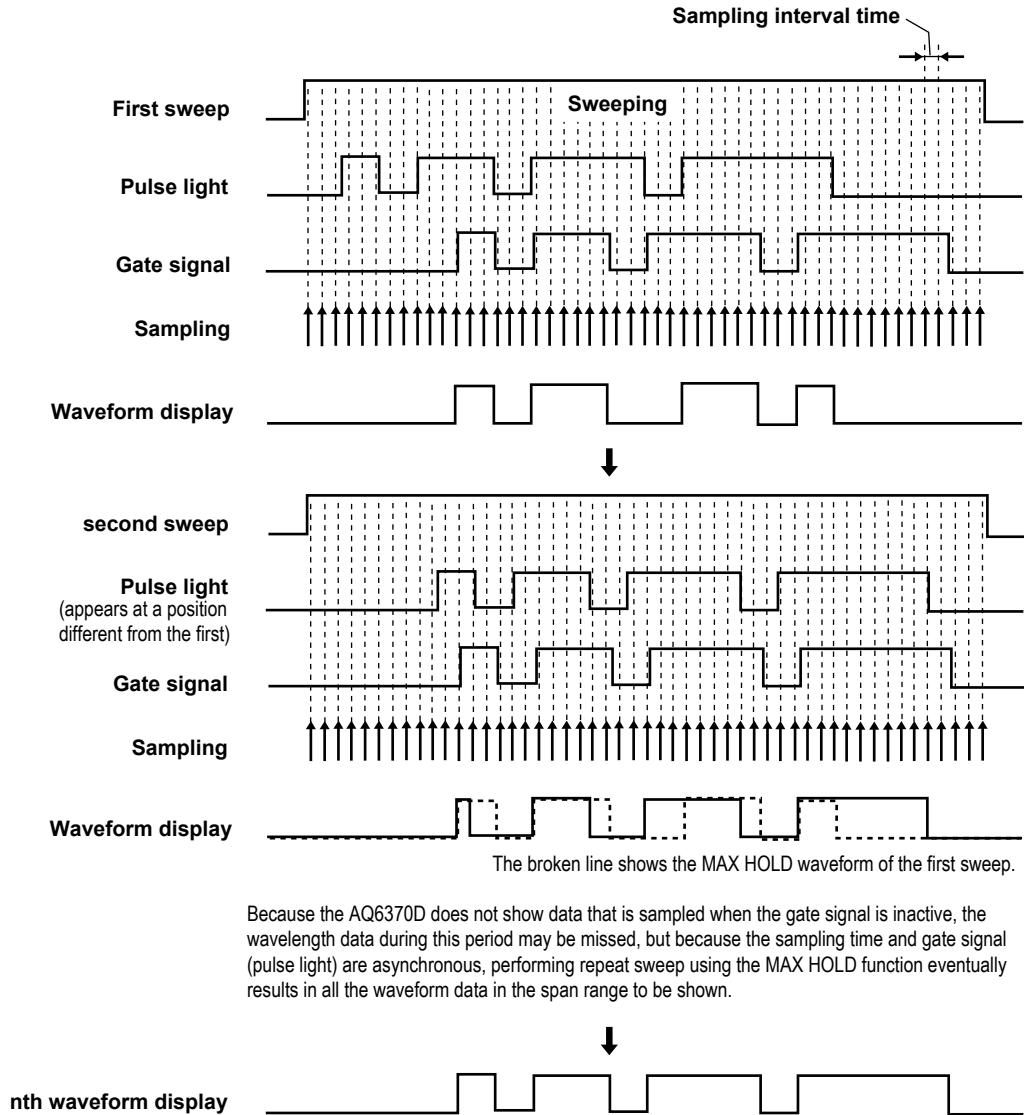 Sampling interval time
First sweep
Sweeping
Pulse light
Gate signal
Sampling
Waveform display
second sweep
Pulse light
(appears at a position
different from the first)
Gate signal
Sampling
Waveform display
The broken line shows the MAX HOLD waveform of the first sweep.
Because the AQ6370D does not show data that is sampled when the gate signal is inactive, the
wavelength data during this period may be missed, but because the sampling time and gate signal
(pulse light) are asynchronous, performing repeat sweep using the MAX HOLD function eventually
results in all the waveform data in the span range to be shown.
nth waveform display